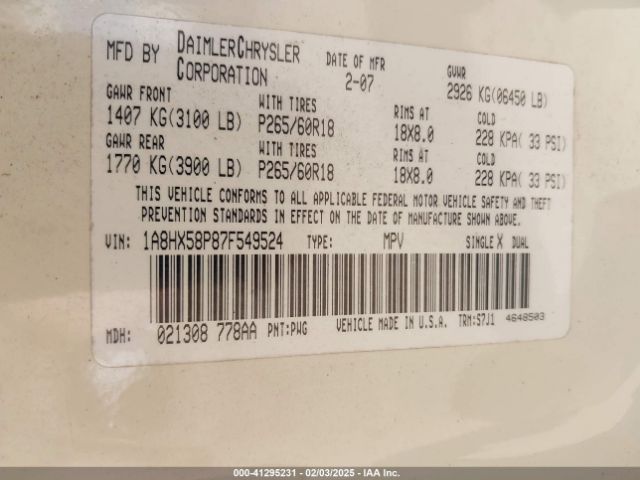 MFD BY DAIMLERCHRYSLER CORPORATION DATE OF MFR 2-07 GVWR 2926 KG(06450 LB)
GAWR FRONT WITH TIRES RIMS AT COLD
1407 KG(3100 LB) P265/60R18 18X8.0 228 KPA( 33 PSI)
GAWR REAR WITH TIRES RIMS AT COLD
1770 KG(3900 LB) P265/60R18 18X8.0 228 KPA( 33 PSI)
THIS VEHICLE CONFORMS TO ALL APPLICABLE FEDERAL MOTOR VEHICLE SAFETY AND THEFT
PREVENTION STANDARDS IN EFFECT ON THE DATE OF MANUFACTURE SHOWN ABOVE.
VIN: 1A8HX58P87F549524 TYPE: MPV SINGLE X DUAL
MDH: 021308 778AA PNT:PWG VEHICLE MADE IN U.S.A. TRM:S7J1 4648503
000-41295231 - 02/03/2025 - IAA Inc.